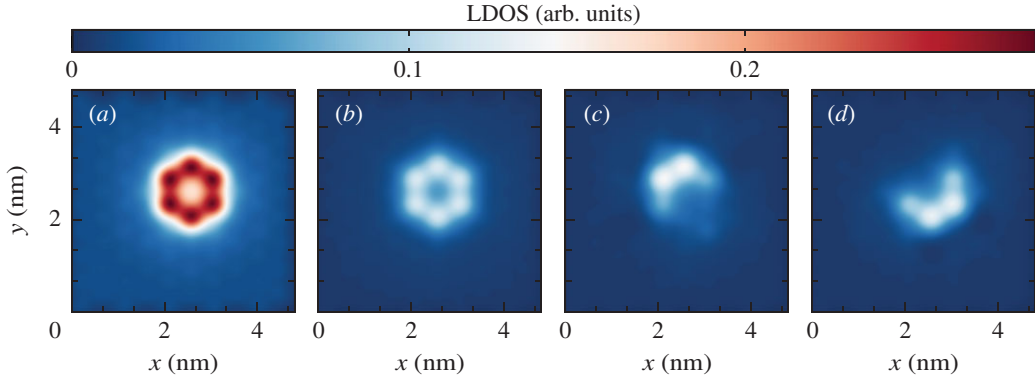 LDOS (arb. units)
0 0.1 0.2
(a) (b) (c) (d)
4
2
y (nm)
0 2 4 0 2 4 0 2 4 0 2 4
x (nm) x (nm) x (nm) x (nm)